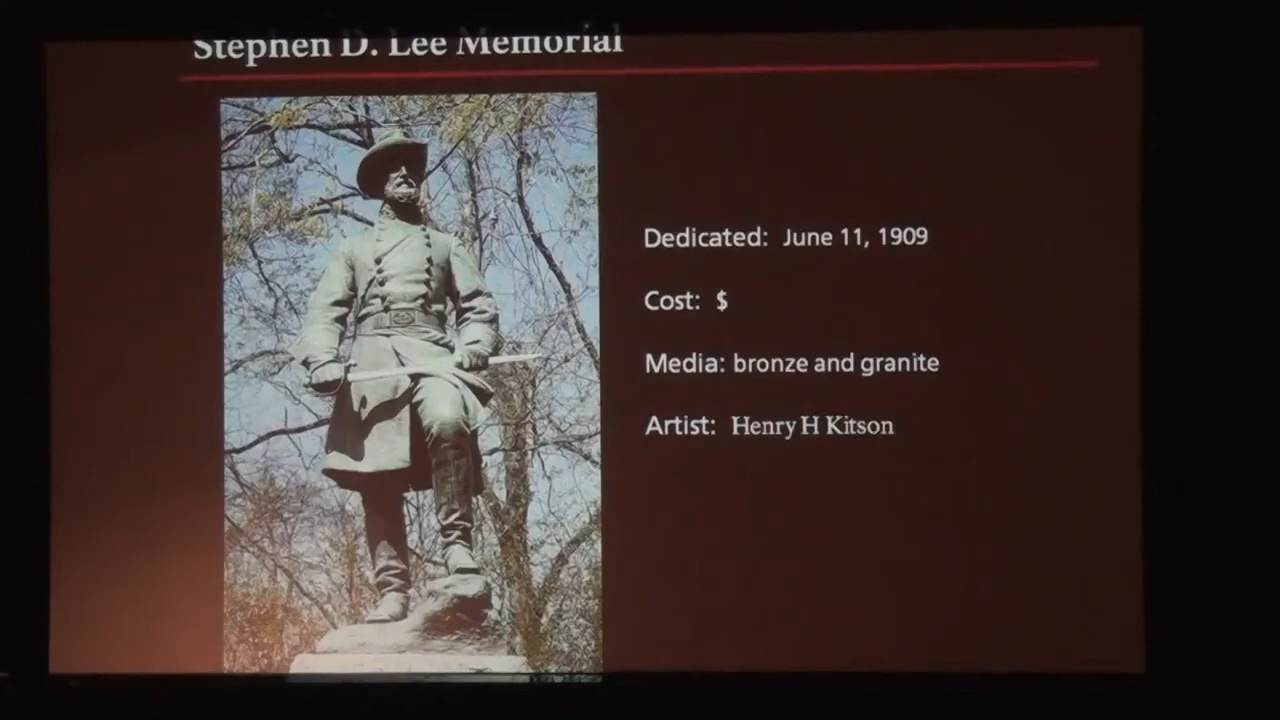 Stephen D. Lee Memorial
Dedicated: June 11, 1909
Cost: $
Media: bronze and granite
Artist: Henry H Kitson